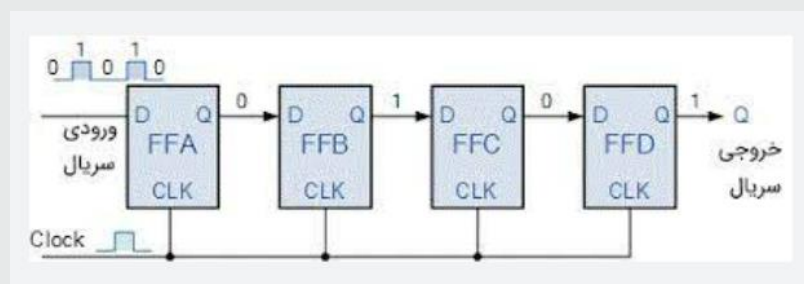 0 1 0 1 0
D Q 0 D Q 1 D Q 0 D Q 1 Q
ورودی
سریال
FFA FFB FFC FFD
خروجی
سریال
CLK CLK CLK CLK
Clock